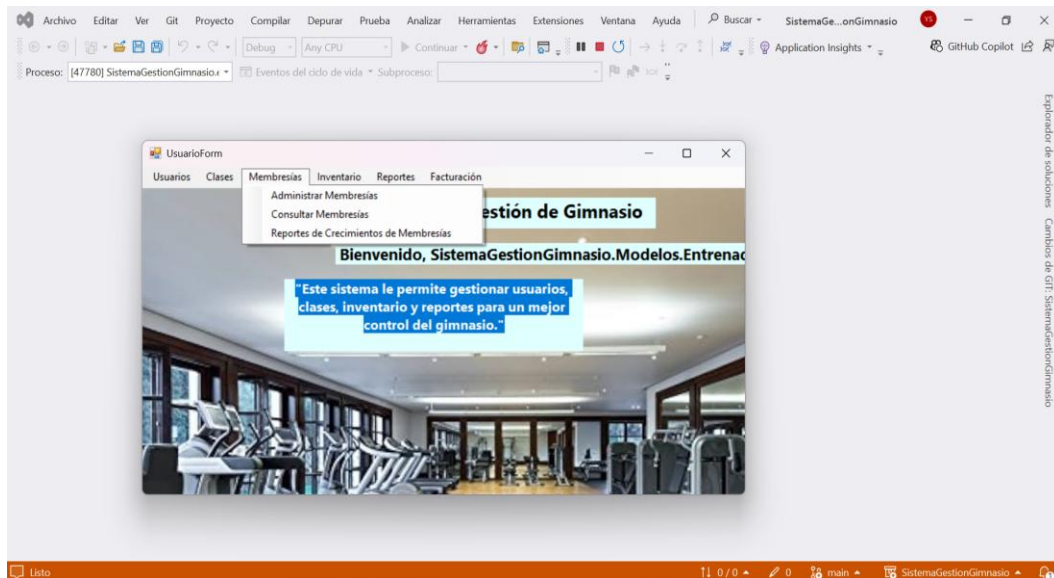 Archivo Editar Ver Git Proyecto Compilar Depurar Prueba Analizar Herramientas Extensiones Ventana Ayuda Buscar SistemaGe...onGimnasio YS
Debug Any CPU Continuar Application Insights GitHub Copilot
Proceso: [47780] SistemaGestionGimnasio.e Eventos del ciclo de vida Subproceso:
UsuarioForm
Usuarios Clases Membresías Inventario Reportes Facturación
Administrar Membresías
Consultar Membresías
Reportes de Crecimientos de Membresías
estión de Gimnasio
Bienvenido, SistemaGestionGimnasio.Modelos.Entrenad
"Este sistema le permite gestionar usuarios,
clases, inventario y reportes para un mejor
control del gimnasio."
Explorador de soluciones Cambios de GIT: SistemaGestionGimnasio
Listo 0 / 0 0 main SistemaGestionGimnasio